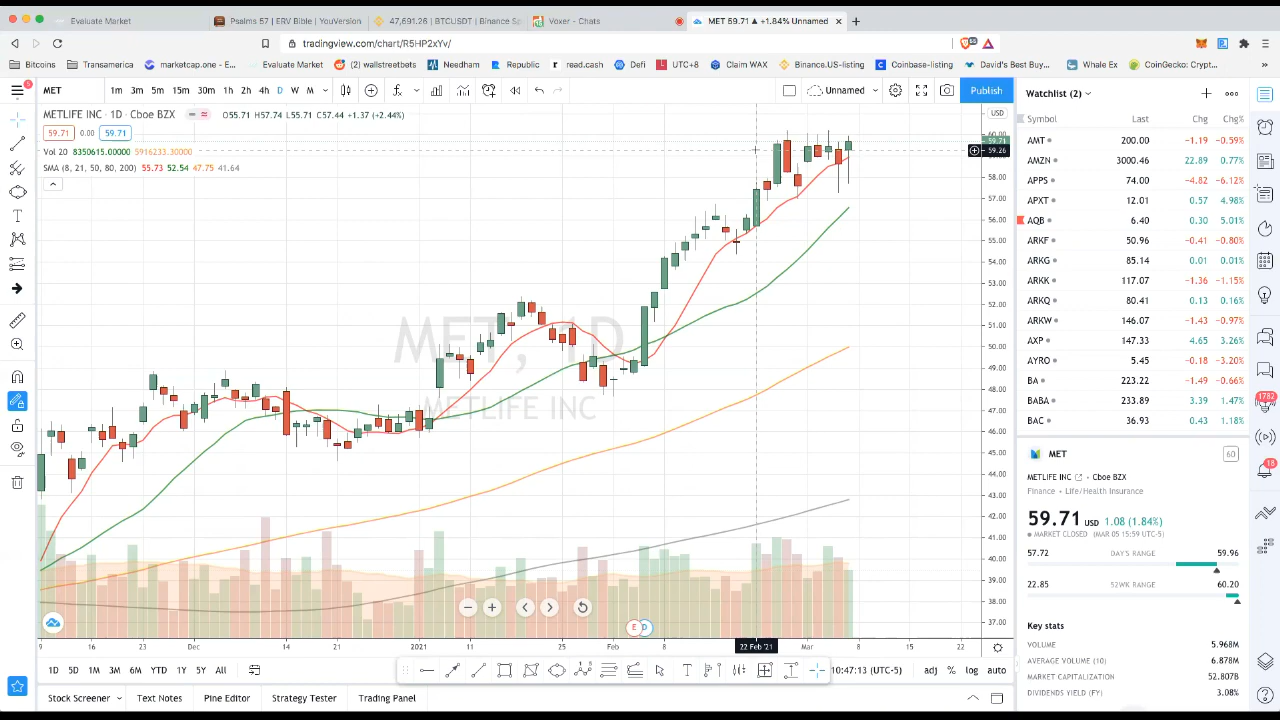 Evaluate Market Psalms 57 | ERV Bible | YouVersion 47,691.26 | BTCUSDT | Binance Sp Voxer - Chats MET 59.71 ▲ +1.84% Unnamed
tradingview.com/chart/R5HP2xYv/
Bitcoins Transamerica marketcap.one - E... Evaluate Market (2) wallstreetbets Needham Republic read.cash Defi UTC+8 Claim WAX Binance.US-listing Coinbase-listing David's Best Buy... Whale Ex CoinGecko: Crypt...
MET 1m 3m 5m 15m 30m 1h 2h 4h D W M Unnamed Publish
METLIFE INC · 1D · Cboe BZX O55.71 H57.74 L55.71 C57.44 +1.37 (+2.44%)
59.71 0.00 59.71
Vol 20 8350615.00000 5916233.30000
SMA (8, 21, 50, 80, 200) 55.73 52.54 47.75 41.64
MET, 1D
METLIFE INC
USD
60.00
59.71
59.26
58.00
57.00
56.00
55.00
54.00
53.00
52.00
51.00
50.00
49.00
48.00
47.00
46.00
45.00
44.00
43.00
42.00
41.00
40.00
39.00
38.00
37.00
E D
9 16 23 Dec 14 21 2021 11 18 25 Feb 8 22 Feb '21 Mar 8 15 22
1D 5D 1M 3M 6M YTD 1Y 5Y All 10:47:13 (UTC-5) adj % log auto
Stock Screener Text Notes Pine Editor Strategy Tester Trading Panel
Watchlist (2)
Symbol Last Chg Chg%
AMT 200.00 −1.19 −0.59%
AMZN 3000.46 22.89 0.77%
APPS 74.00 −4.82 −6.12%
APXT 12.01 0.57 4.98%
AQB 6.40 0.30 5.01%
ARKF 50.96 −0.41 −0.80%
ARKG 85.14 0.01 0.01%
ARKK 117.07 −1.36 −1.15%
ARKQ 80.41 0.13 0.16%
ARKW 146.07 −1.43 −0.97%
AXP 147.33 4.65 3.26%
AYRO 5.45 −0.18 −3.20%
BA 223.22 −1.49 −0.66%
BABA 233.89 3.39 1.47%
BAC 36.93 0.43 1.18%
MET 60
METLIFE INC · Cboe BZX
Finance · Life/Health Insurance
59.71 USD 1.08 (1.84%)
MARKET CLOSED (MAR 05 15:59 UTC-5)
57.72 DAY'S RANGE 59.96
22.85 52WK RANGE 60.20
Key stats
VOLUME 5.968M
AVERAGE VOLUME (10) 6.878M
MARKET CAPITALIZATION 52.807B
DIVIDENDS YIELD (FY) 3.08%
1782
18